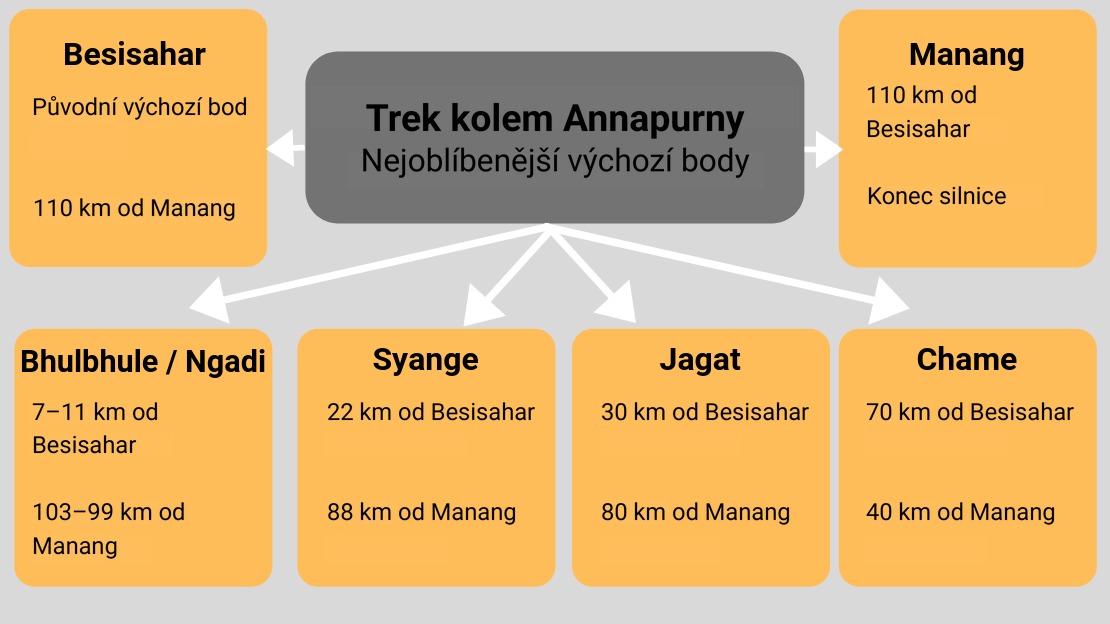 Besisahar
Původní výchozí bod
110 km od Manang
Trek kolem Annapurny
Nejoblíbenější výchozí body
Manang
110 km od
Besisahar
Konec silnice
Bhulbhule / Ngadi
7–11 km od
Besisahar
103–99 km od
Manang
Syange
22 km od Besisahar
88 km od Manang
Jagat
30 km od Besisahar
80 km od Manang
Chame
70 km od Besisahar
40 km od Manang